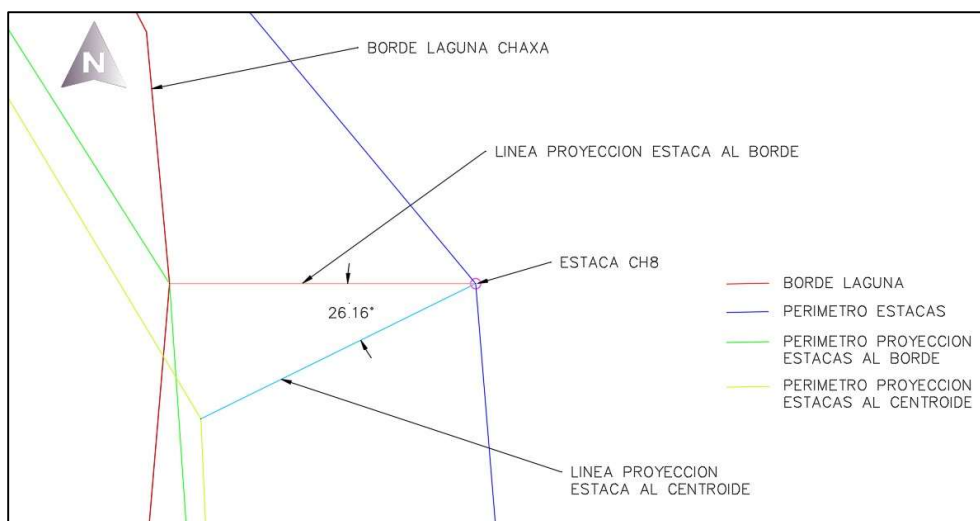 N
BORDE LAGUNA CHAXA
LINEA PROYECCION ESTACA AL BORDE
ESTACA CH8
26.16°
BORDE LAGUNA
PERIMETRO ESTACAS
PERIMETRO PROYECCION
ESTACAS AL BORDE
PERIMETRO PROYECCION
ESTACAS AL CENTROIDE
LINEA PROYECCION
ESTACA AL CENTROIDE